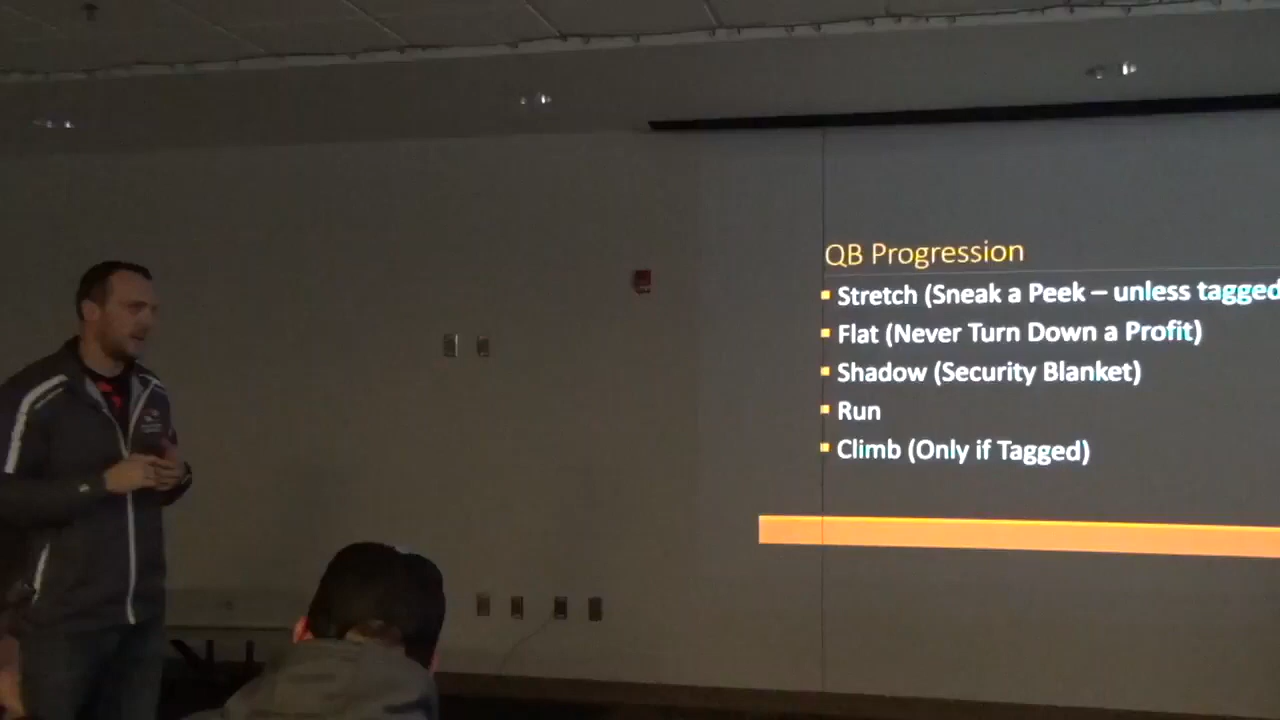 QB Progression
Stretch (Sneak a Peek – unless tagged
Flat (Never Turn Down a Profit)
Shadow (Security Blanket)
Run
Climb (Only if Tagged)